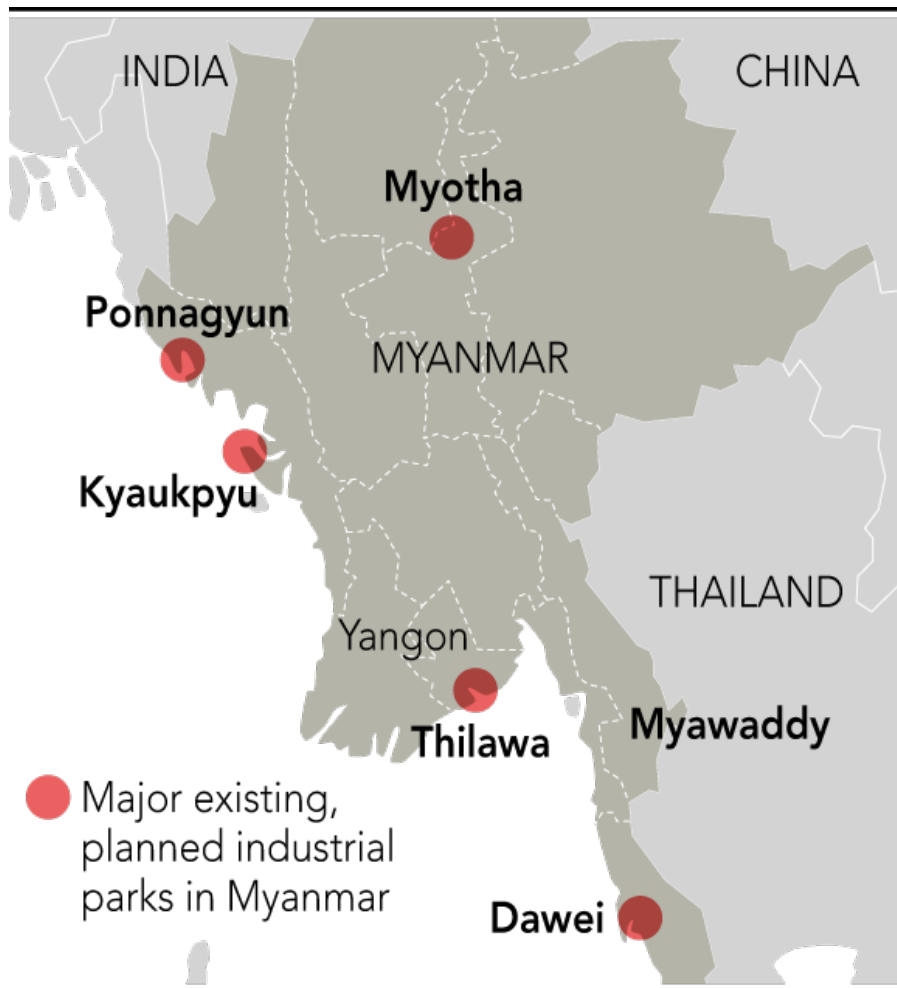 INDIA
CHINA
Myotha
Ponnagyun
MYANMAR
Kyaukpyu
THAILAND
Yangon
Myawaddy
Thilawa
Major existing,
planned industrial
parks in Myanmar
Dawei